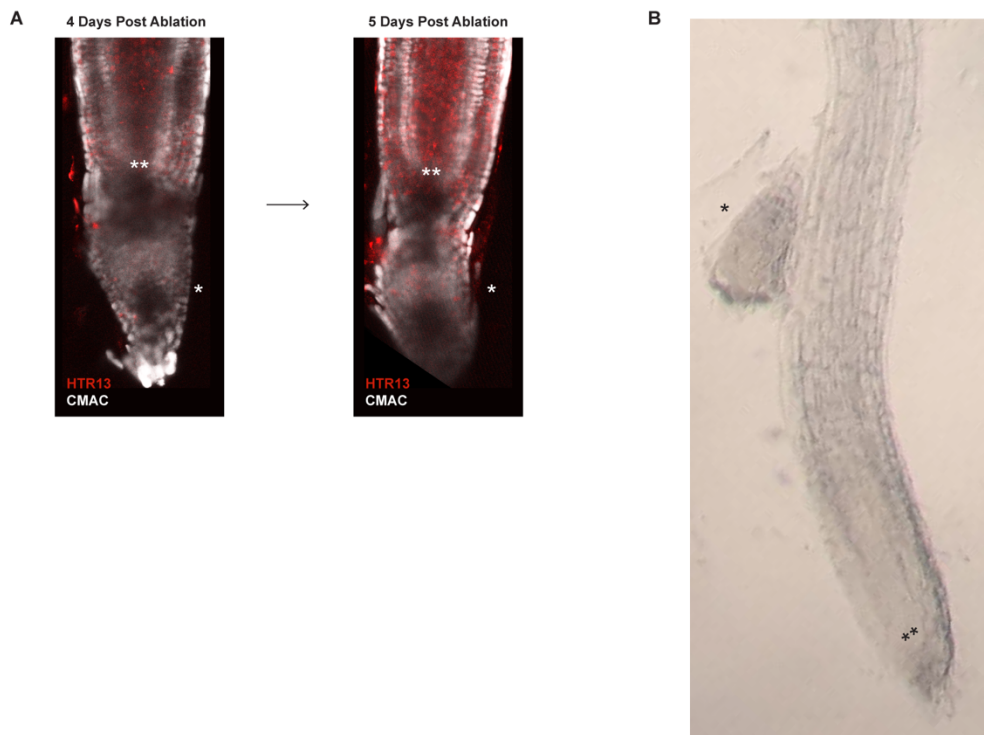 A
4 Days Post Ablation
5 Days Post Ablation
**
*
HTR13
CMAC
**
*
HTR13
CMAC
B
*
**